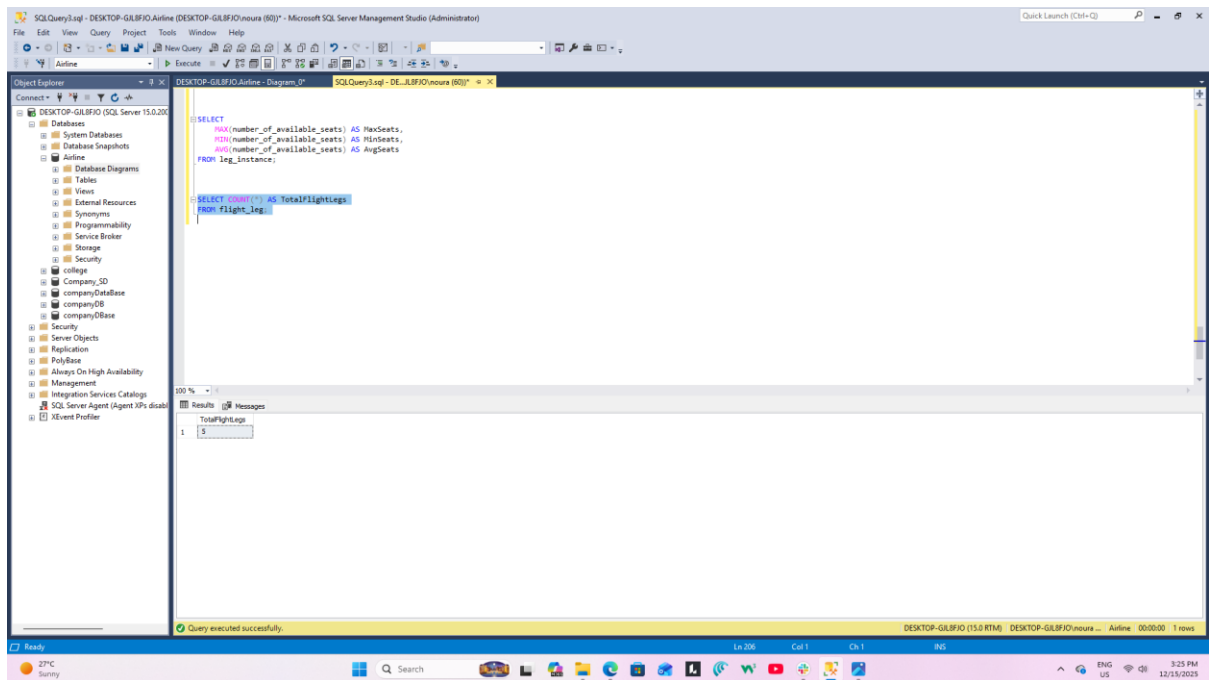 SQLQuery3.sql - DESKTOP-GJL8FJO.Airline (DESKTOP-GJL8FJO\noura (60))* - Microsoft SQL Server Management Studio (Administrator)
Quick Launch (Ctrl+Q)
File Edit View Query Project Tools Window Help
New Query
Airline
Execute
Object Explorer
DESKTOP-GJL8FJO.Airline - Diagram_0*
SQLQuery3.sql - DE...JL8FJO\noura (60))*
Connect
DESKTOP-GJL8FJO (SQL Server 15.0.200
Databases
System Databases
Database Snapshots
Airline
Database Diagrams
Tables
Views
External Resources
Synonyms
Programmability
Service Broker
Storage
Security
college
Company_SD
companyDataBase
companyDB
companyDBase
Security
Server Objects
Replication
PolyBase
Always On High Availability
Management
Integration Services Catalogs
SQL Server Agent (Agent XPs disabl
XEvent Profiler
SELECT
MAX(number_of_available_seats) AS MaxSeats,
MIN(number_of_available_seats) AS MinSeats,
AVG(number_of_available_seats) AS AvgSeats
FROM leg_instance;
SELECT COUNT(*) AS TotalFlightLegs
FROM flight_leg;
100 %
Results Messages
TotalFlightLegs
1 5
Query executed successfully.
DESKTOP-GJL8FJO (15.0 RTM) DESKTOP-GJL8FJO\noura ... Airline 00:00:00 1 rows
Ready
Ln 206 Col 1 Ch 1 INS
27°C
Sunny
Search
ENG
US
3:25 PM
12/15/2025